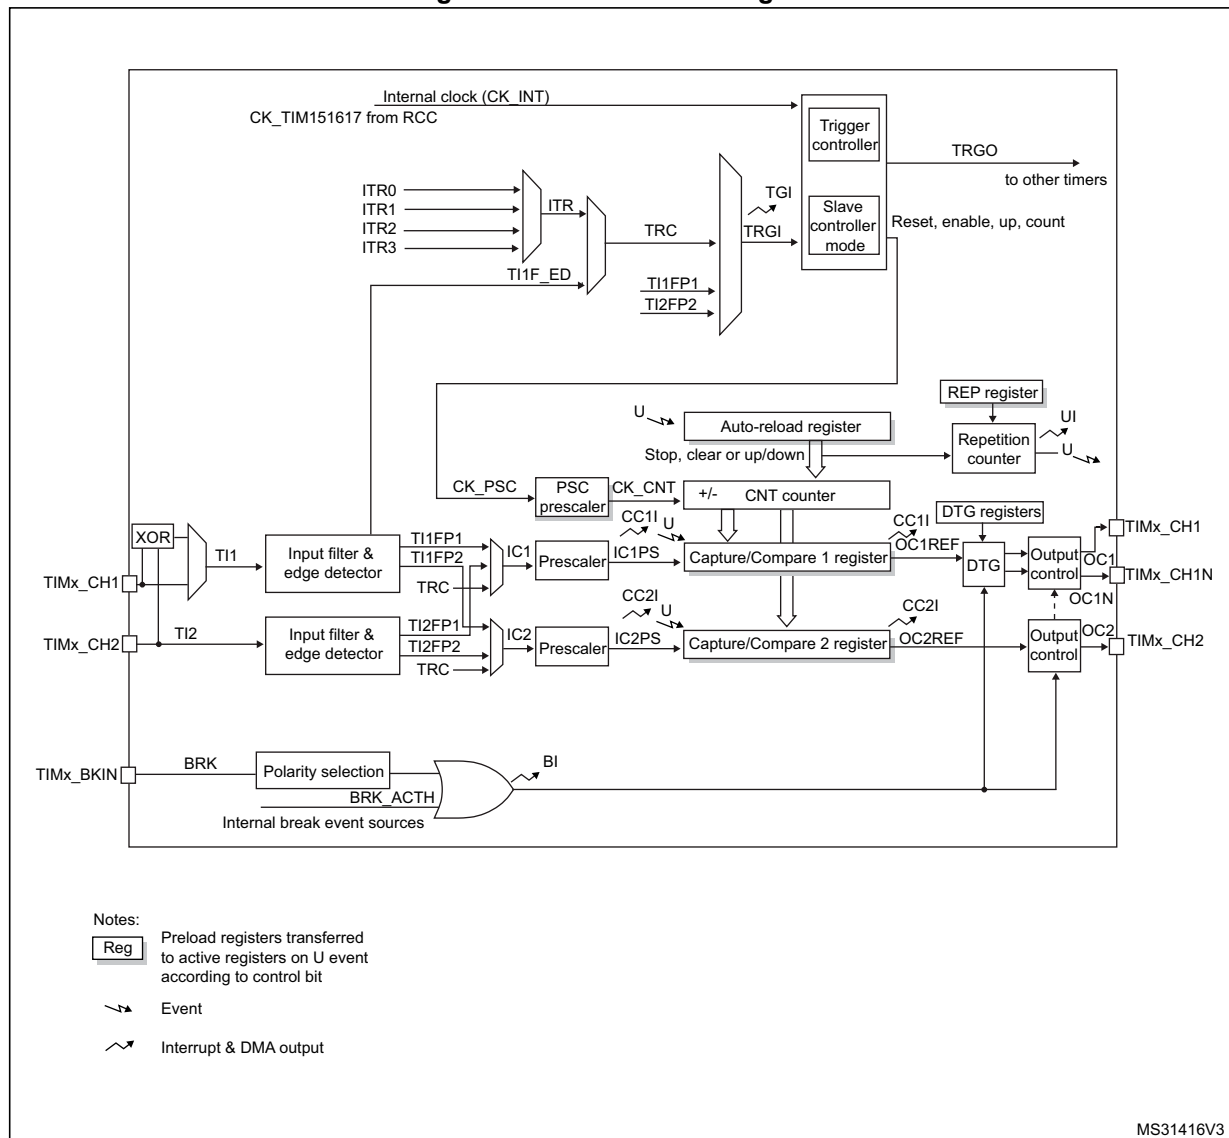 Internal clock (CK_INT)
CK_TIM151617 from RCC
Trigger
controller
TRGO
to other timers
ITR0
ITR1
ITR2
ITR3
ITR
TRC
TGI
TRGI
Slave
controller
mode
Reset, enable, up, count
TI1F_ED
TI1FP1
TI2FP2
REP register
U
Auto-reload register
UI
Repetition
counter
U
Stop, clear or up/down
CK_PSC
PSC
prescaler
CK_CNT
+/-
CNT counter
DTG registers
XOR
TI1
Input filter &
edge detector
TI1FP1
TI1FP2
TRC
IC1
Prescaler
IC1PS
CC1I
U
Capture/Compare 1 register
CC1I
OC1REF
DTG
Output
control
OC1
OC1N
TIMx_CH1
TIMx_CH1N
TIMx_CH1
TIMx_CH2
TI2
Input filter &
edge detector
TI2FP1
TI2FP2
TRC
IC2
Prescaler
IC2PS
CC2I
U
Capture/Compare 2 register
CC2I
OC2REF
Output
control
OC2
TIMx_CH2
TIMx_BKIN
BRK
Polarity selection
BRK_ACTH
Internal break event sources
BI
Notes:
Reg
Preload registers transferred
to active registers on U event
according to control bit
Event
Interrupt & DMA output
MS31416V3